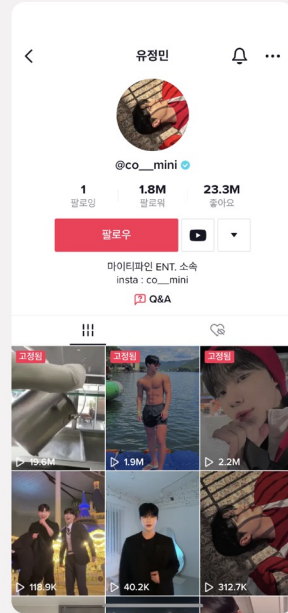 유정민
@co__mini
1 1.8M 23.3M
팔로잉 팔로워 좋아요
팔로우
마이티파인 ENT. 소속
insta : co__mini
Q&A
고정됨 고정됨 고정됨
19.6M 1.9M 2.2M
118.9K 40.2K 312.7K